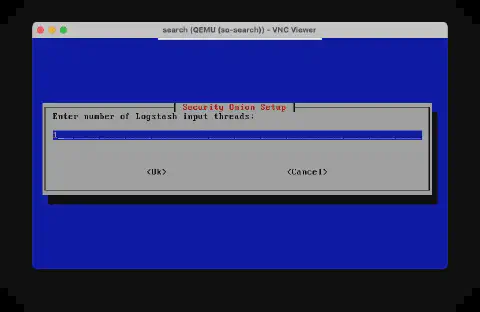 search (QEMU (so-search)) - VNC Viewer
Security Onion Setup
Enter number of Logstash input threads:
1
<Ok>
<Cancel>